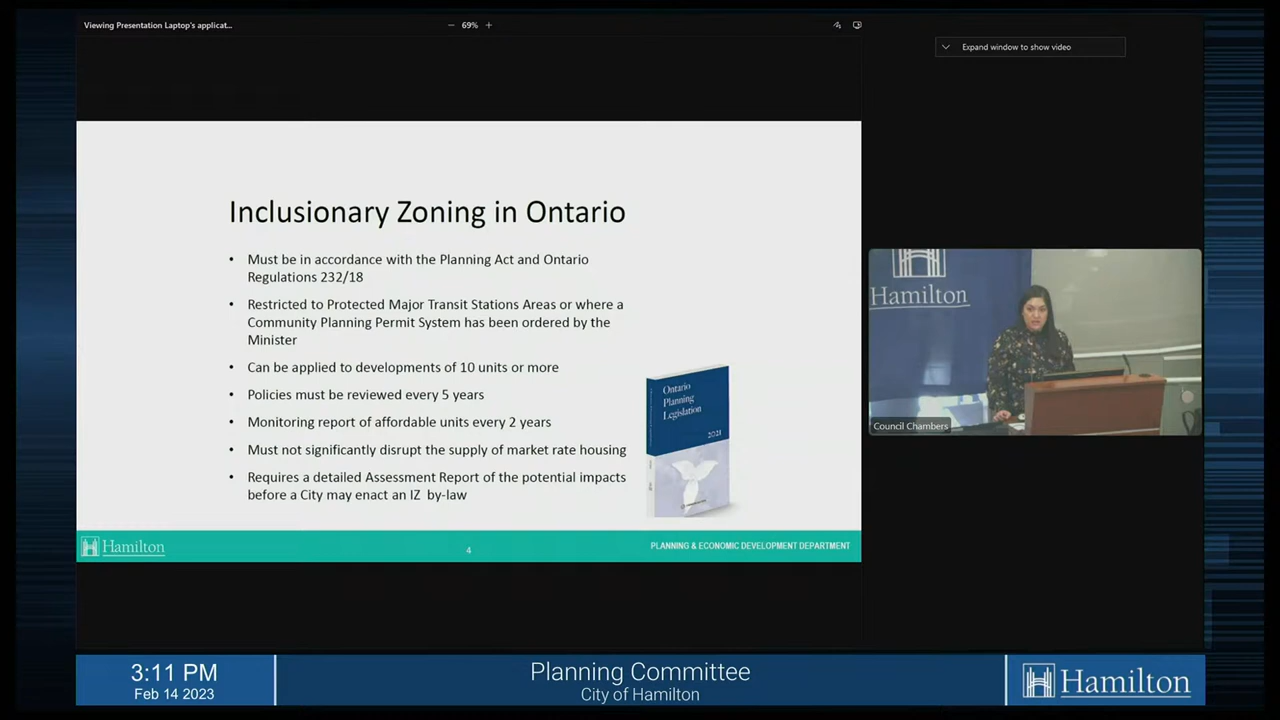 Viewing Presentation Laptop's applicat...
69%
Expand window to show video
Inclusionary Zoning in Ontario
• Must be in accordance with the Planning Act and Ontario
Regulations 232/18
• Restricted to Protected Major Transit Stations Areas or where a
Community Planning Permit System has been ordered by the
Minister
• Can be applied to developments of 10 units or more
• Policies must be reviewed every 5 years
• Monitoring report of affordable units every 2 years
• Must not significantly disrupt the supply of market rate housing
• Requires a detailed Assessment Report of the potential impacts
before a City may enact an IZ by-law
Ontario
Planning
Legislation
2021
Hamilton
4
PLANNING & ECONOMIC DEVELOPMENT DEPARTMENT
Hamilton
Council Chambers
3:11 PM
Feb 14 2023
Planning Committee
City of Hamilton
Hamilton